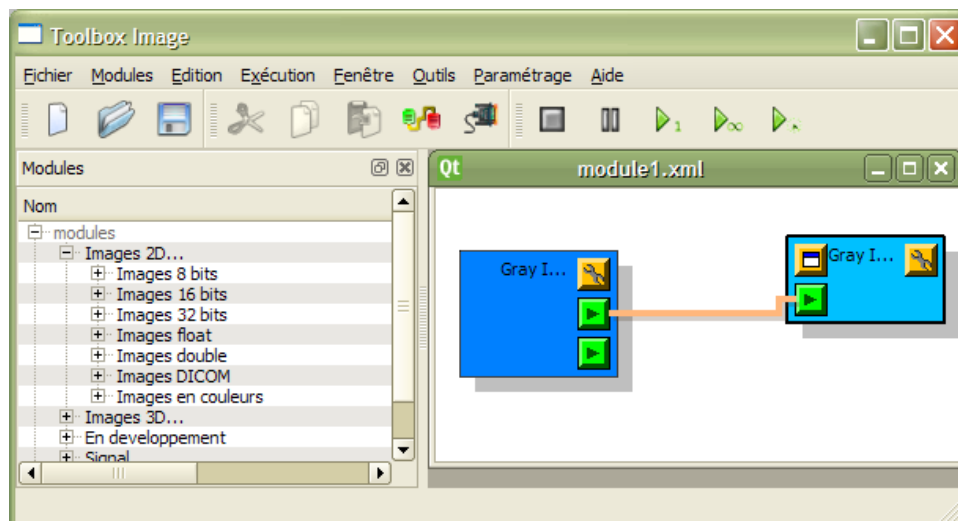 Toolbox Image
Fichier Modules Edition Exécution Fenêtre Outils Paramétrage Aide
1 ∞
Modules
Nom
modules
Images 2D...
Images 8 bits
Images 16 bits
Images 32 bits
Images float
Images double
Images DICOM
Images en couleurs
Images 3D...
En developpement
Signal
Qt module1.xml
Gray I...
Gray I...